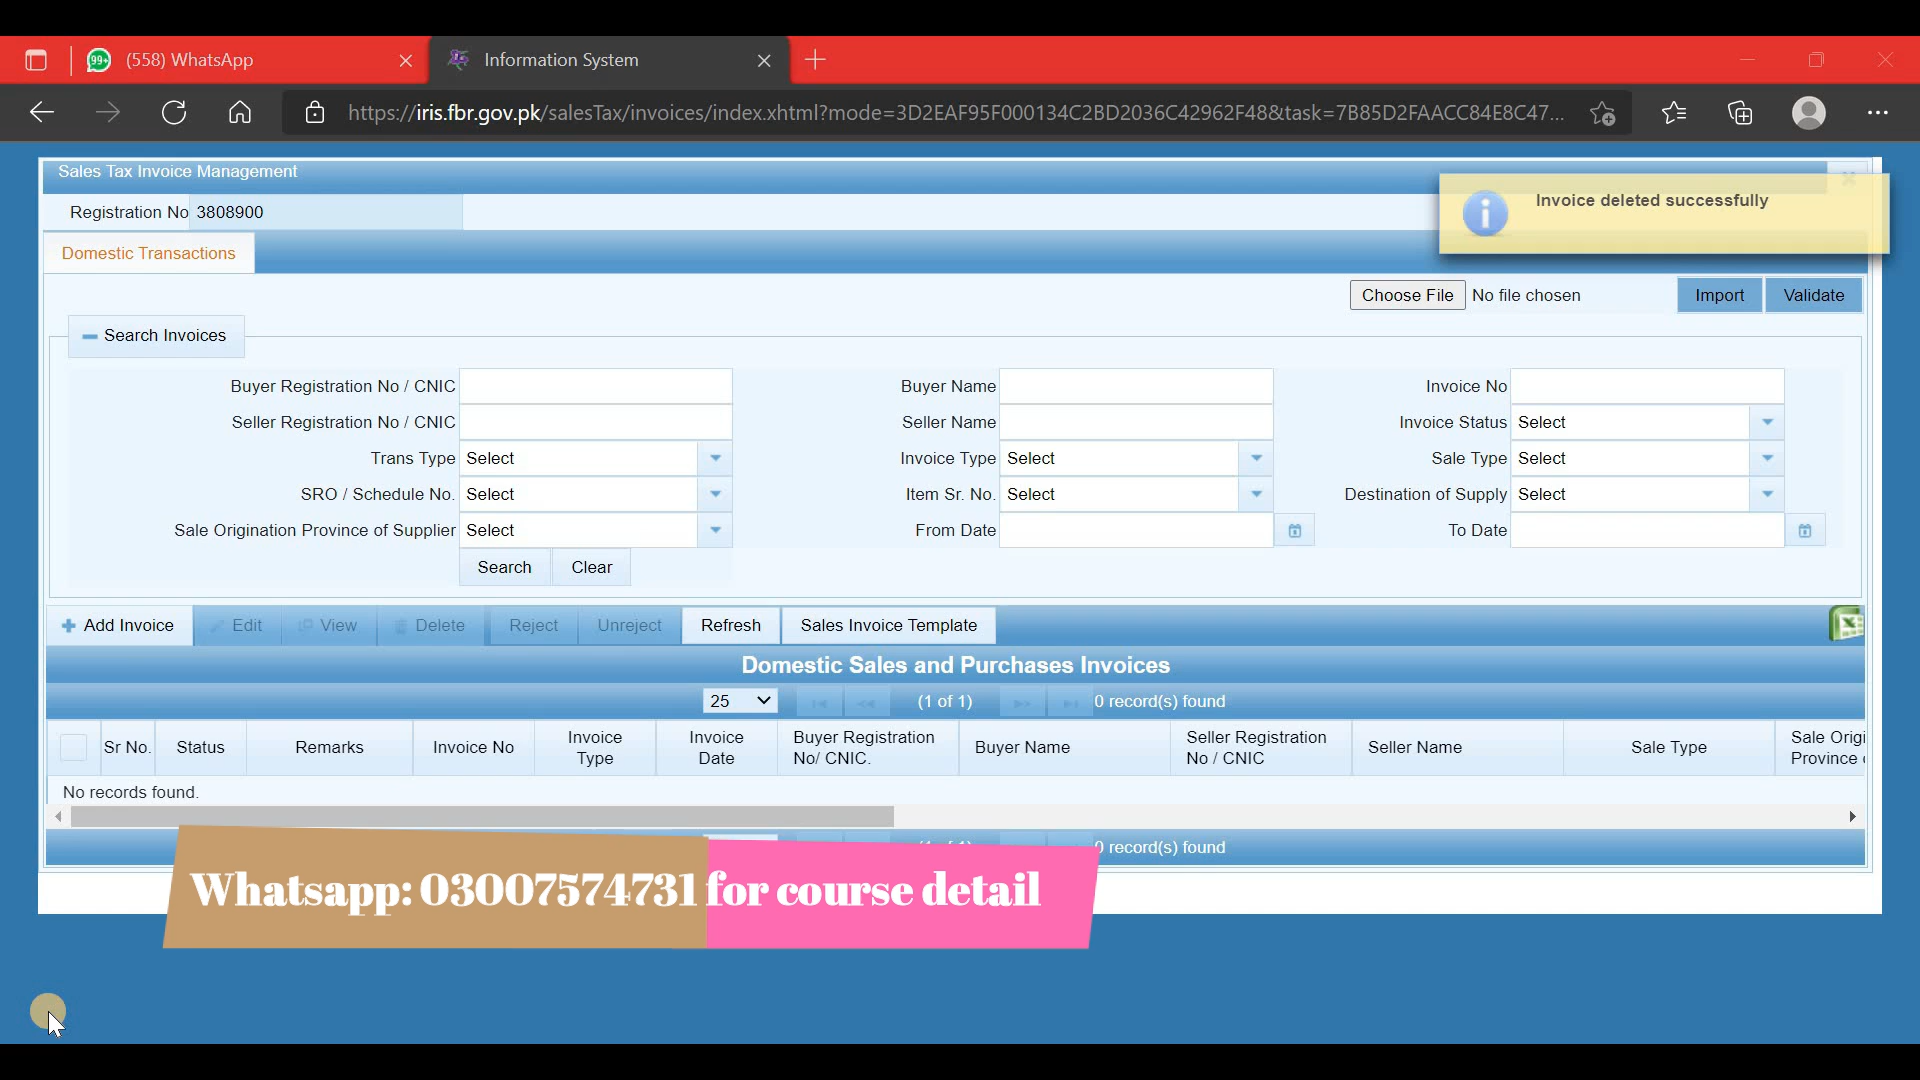 99+ (558) WhatsApp
Information System
https://iris.fbr.gov.pk/salesTax/invoices/index.xhtml?mode=3D2EAF95F000134C2BD2036C42962F48&task=7B85D2FAACC84E8C47...
Sales Tax Invoice Management
Registration No 3808900
Invoice deleted successfully
Domestic Transactions
Choose File No file chosen Import Validate
Search Invoices
Buyer Registration No / CNIC Buyer Name Invoice No
Seller Registration No / CNIC Seller Name Invoice Status Select
Trans Type Select Invoice Type Select Sale Type Select
SRO / Schedule No. Select Item Sr. No. Select Destination of Supply Select
Sale Origination Province of Supplier Select From Date To Date
Search Clear
Add Invoice Edit View Delete Reject Unreject Refresh Sales Invoice Template
Domestic Sales and Purchases Invoices
25 (1 of 1) 0 record(s) found
Sr No. Status Remarks Invoice No Invoice Type Invoice Date Buyer Registration No/ CNIC. Buyer Name Seller Registration No / CNIC Seller Name Sale Type Sale Origi Province
No records found.
0 record(s) found
Whatsapp: 03007574731 for course detail